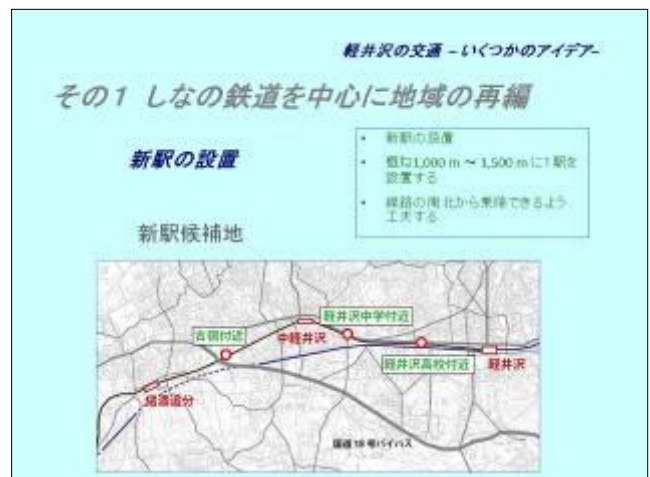 軽井沢の交通 – いくつかのアイデア–
その1 しなの鉄道を中心に地域の再編
新駅の設置
• 新駅の設置
• 概ね1,000 m ～ 1,500 mに1駅を
設置する
• 線路の南北から乗降できるよう
工夫する
新駅候補地
軽井沢中学付近
古宿付近
中軽井沢
軽井沢高校付近
軽井沢
信濃追分
国道18号バイパス